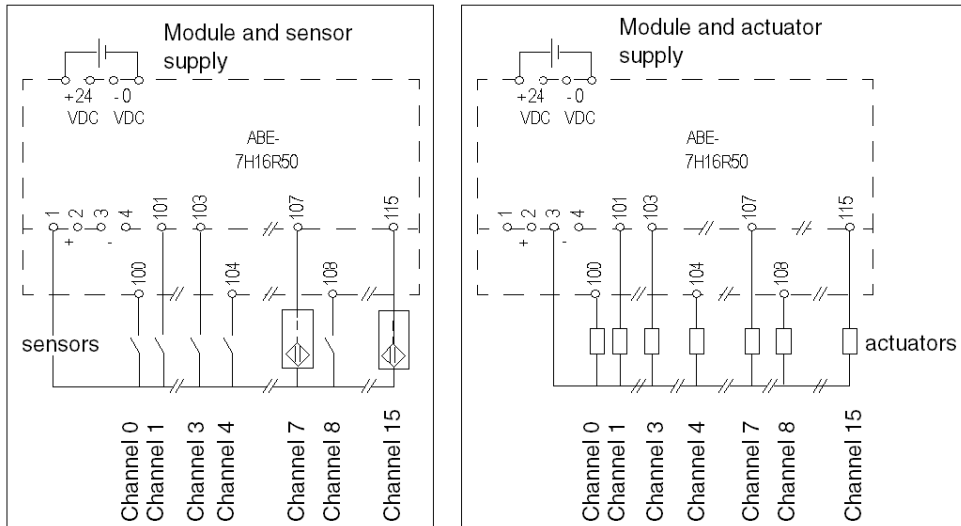 Module and sensor
supply
+24 -0
VDC VDC
ABE-
7H16R50
1 2 3 4 101 103 107 115
+ -
100 104 108
sensors
Channel 0
Channel 1
Channel 3
Channel 4
Channel 7
Channel 8
Channel 15
Module and actuator
supply
+24 -0
VDC VDC
ABE-
7H16R50
1 2 3 4 101 103 107 115
+ -
100 104 108
actuators
Channel 0
Channel 1
Channel 3
Channel 4
Channel 7
Channel 8
Channel 15